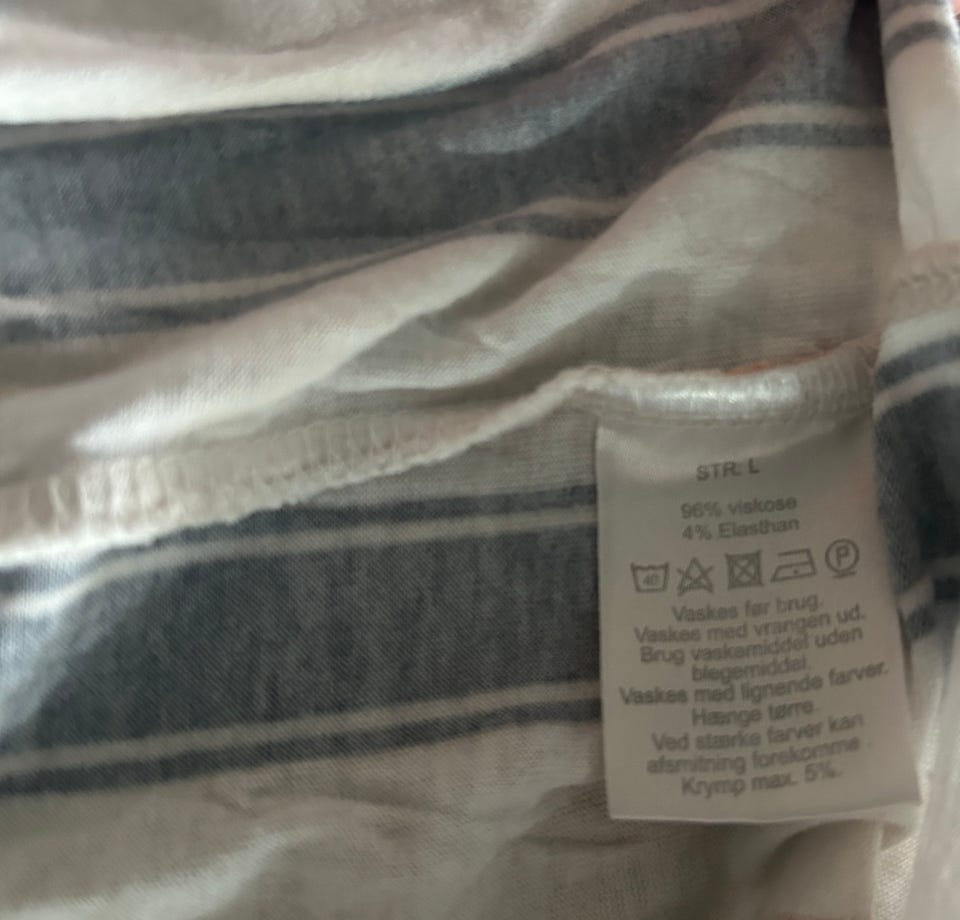 STR: L
96% viskose
4% Elasthan
40 P
Vaskes før brug.
Vaskes med vrangen ud.
Brug vaskemiddel uden
blegemiddel.
Vaskes med lignende farver.
Hænge tørre.
Ved stærke farver kan
afsmitning forekomme.
Krymp max. 5%.